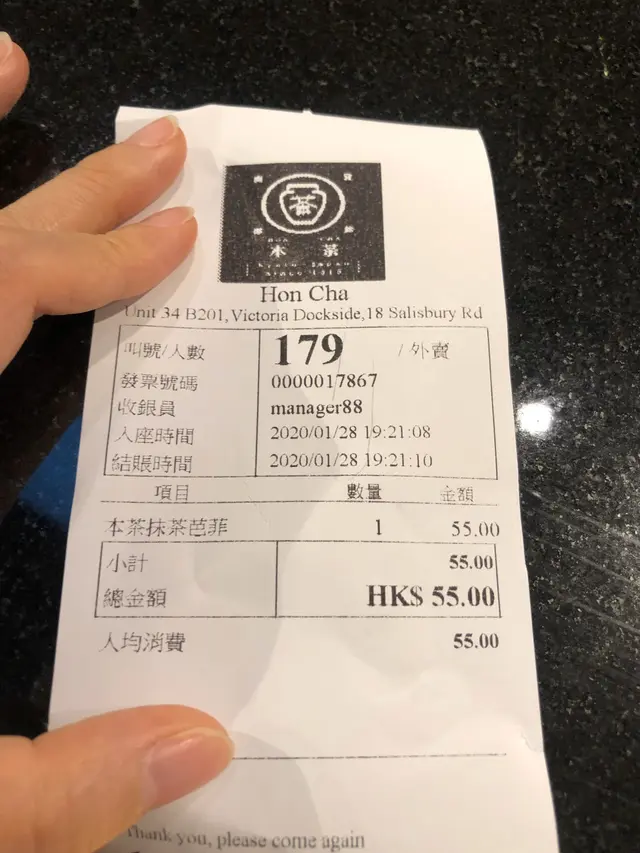 茶
本 茶
SINCE 1315
Hon Cha
Unit 34 B201, Victoria Dockside,18 Salisbury Rd
叫號/人數 179 / 外賣
發票號碼 0000017867
收銀員 manager88
入座時間 2020/01/28 19:21:08
結賬時間 2020/01/28 19:21:10
項目 數量 金額
本茶抹茶芭菲 1 55.00
小計 55.00
總金額 HK$ 55.00
人均消費 55.00
Thank you, please come again